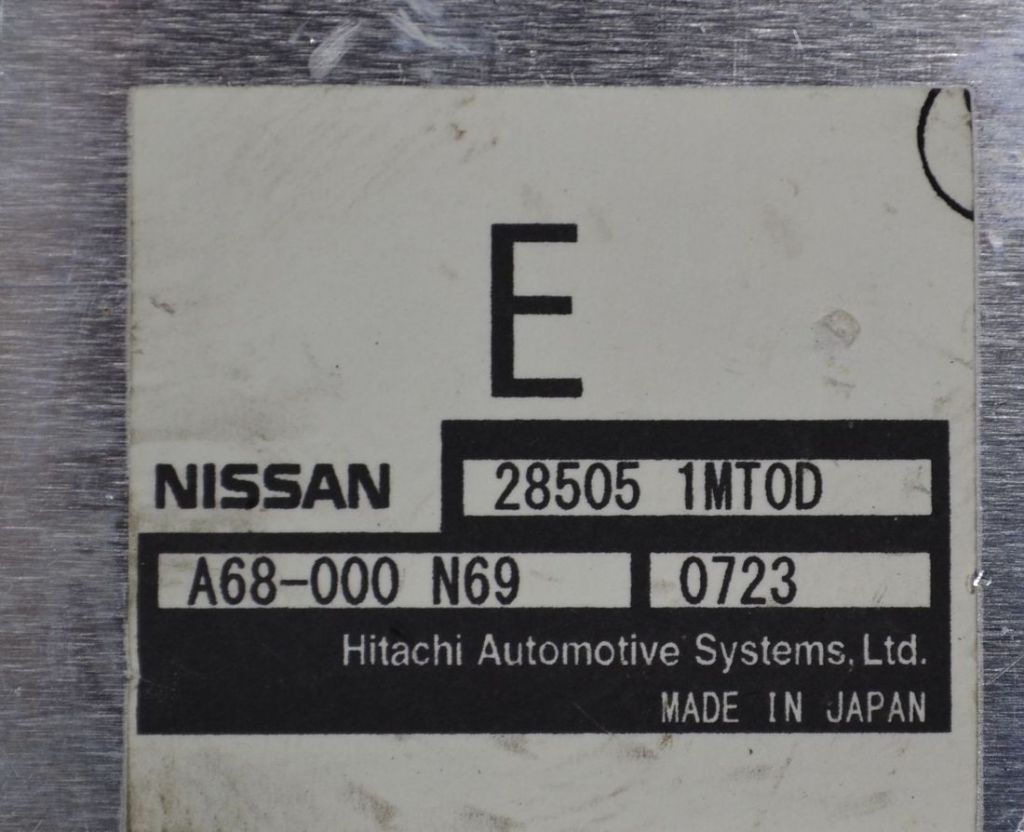 E
NISSAN 28505 1MT0D
A68-000 N69 0723
Hitachi Automotive Systems, Ltd.
MADE IN JAPAN